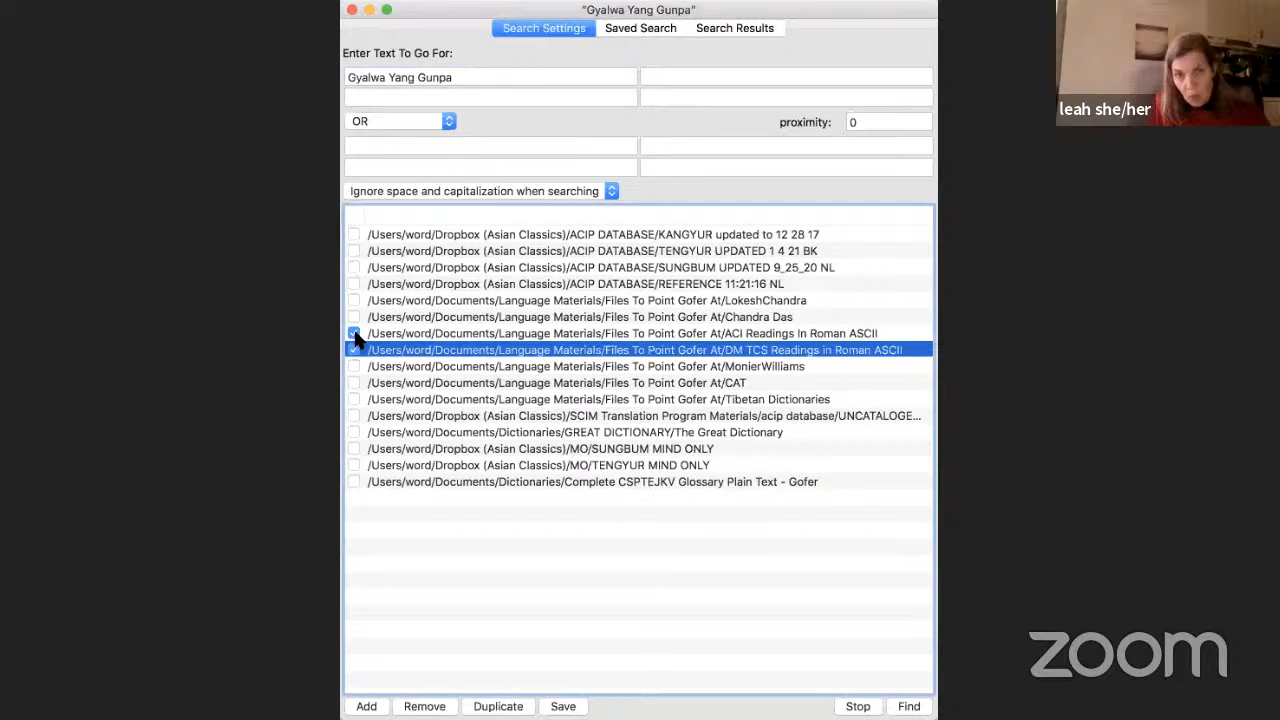 "Gyalwa Yang Gunpa"
Search Settings Saved Search Search Results
Enter Text To Go For:
Gyalwa Yang Gunpa
OR proximity: 0
Ignore space and capitalization when searching
/Users/word/Dropbox (Asian Classics)/ACIP DATABASE/KANGYUR updated to 12 28 17
/Users/word/Dropbox (Asian Classics)/ACIP DATABASE/TENGYUR UPDATED 1 4 21 BK
/Users/word/Dropbox (Asian Classics)/ACIP DATABASE/SUNGBUM UPDATED 9_25_20 NL
/Users/word/Dropbox (Asian Classics)/ACIP DATABASE/REFERENCE 11:21:16 NL
/Users/word/Documents/Language Materials/Files To Point Gofer At/LokeshChandra
/Users/word/Documents/Language Materials/Files To Point Gofer At/Chandra Das
/Users/word/Documents/Language Materials/Files To Point Gofer At/ACI Readings In Roman ASCII
/Users/word/Documents/Language Materials/Files To Point Gofer At/DM TCS Readings in Roman ASCII
/Users/word/Documents/Language Materials/Files To Point Gofer At/MonierWilliams
/Users/word/Documents/Language Materials/Files To Point Gofer At/CAT
/Users/word/Documents/Language Materials/Files To Point Gofer At/Tibetan Dictionaries
/Users/word/Dropbox (Asian Classics)/SCIM Translation Program Materials/acip database/UNCATALOGE...
/Users/word/Documents/Dictionaries/GREAT DICTIONARY/The Great Dictionary
/Users/word/Dropbox (Asian Classics)/MO/SUNGBUM MIND ONLY
/Users/word/Dropbox (Asian Classics)/MO/TENGYUR MIND ONLY
/Users/word/Documents/Dictionaries/Complete CSPTEJKV Glossary Plain Text - Gofer
Add Remove Duplicate Save Stop Find
leah she/her
zoom